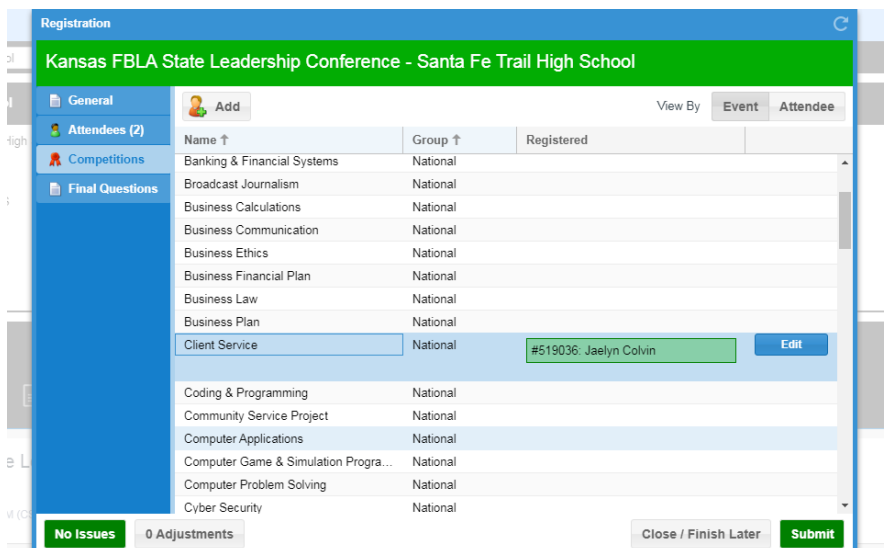 Registration
Kansas FBLA State Leadership Conference - Santa Fe Trail High School
General
Attendees (2)
Competitions
Final Questions
Add
View By Event Attendee
Name ↑ Group ↑ Registered
Banking & Financial Systems National
Broadcast Journalism National
Business Calculations National
Business Communication National
Business Ethics National
Business Financial Plan National
Business Law National
Business Plan National
Client Service National #519036: Jaelyn Colvin Edit
Coding & Programming National
Community Service Project National
Computer Applications National
Computer Game & Simulation Progra... National
Computer Problem Solving National
Cyber Security National
No Issues 0 Adjustments Close / Finish Later Submit